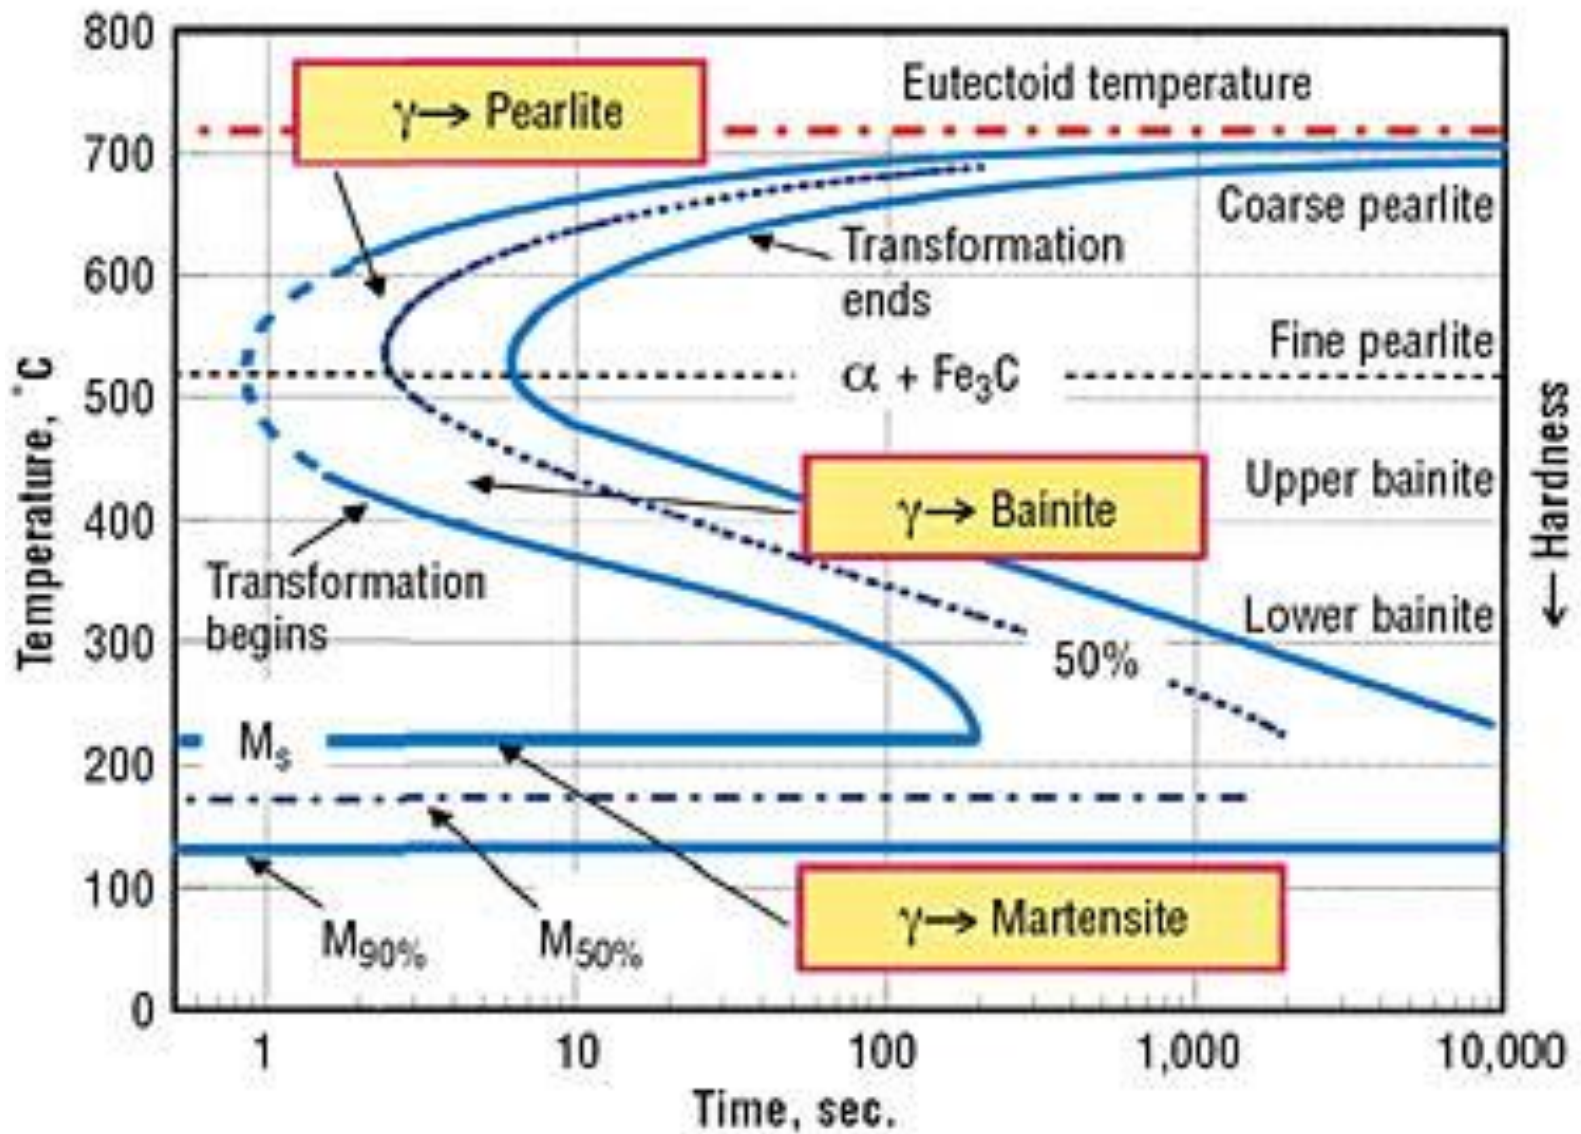 800
700
600
500
400
300
200
100
0
Temperature, °C
γ→ Pearlite
Eutectoid temperature
Coarse pearlite
Transformation
ends
Fine pearlite
α + Fe₃C
Upper bainite
γ→ Bainite
Transformation
begins
Lower bainite
50%
Mₛ
γ→ Martensite
M90%
M50%
← Hardness
1
10
100
1,000
10,000
Time, sec.